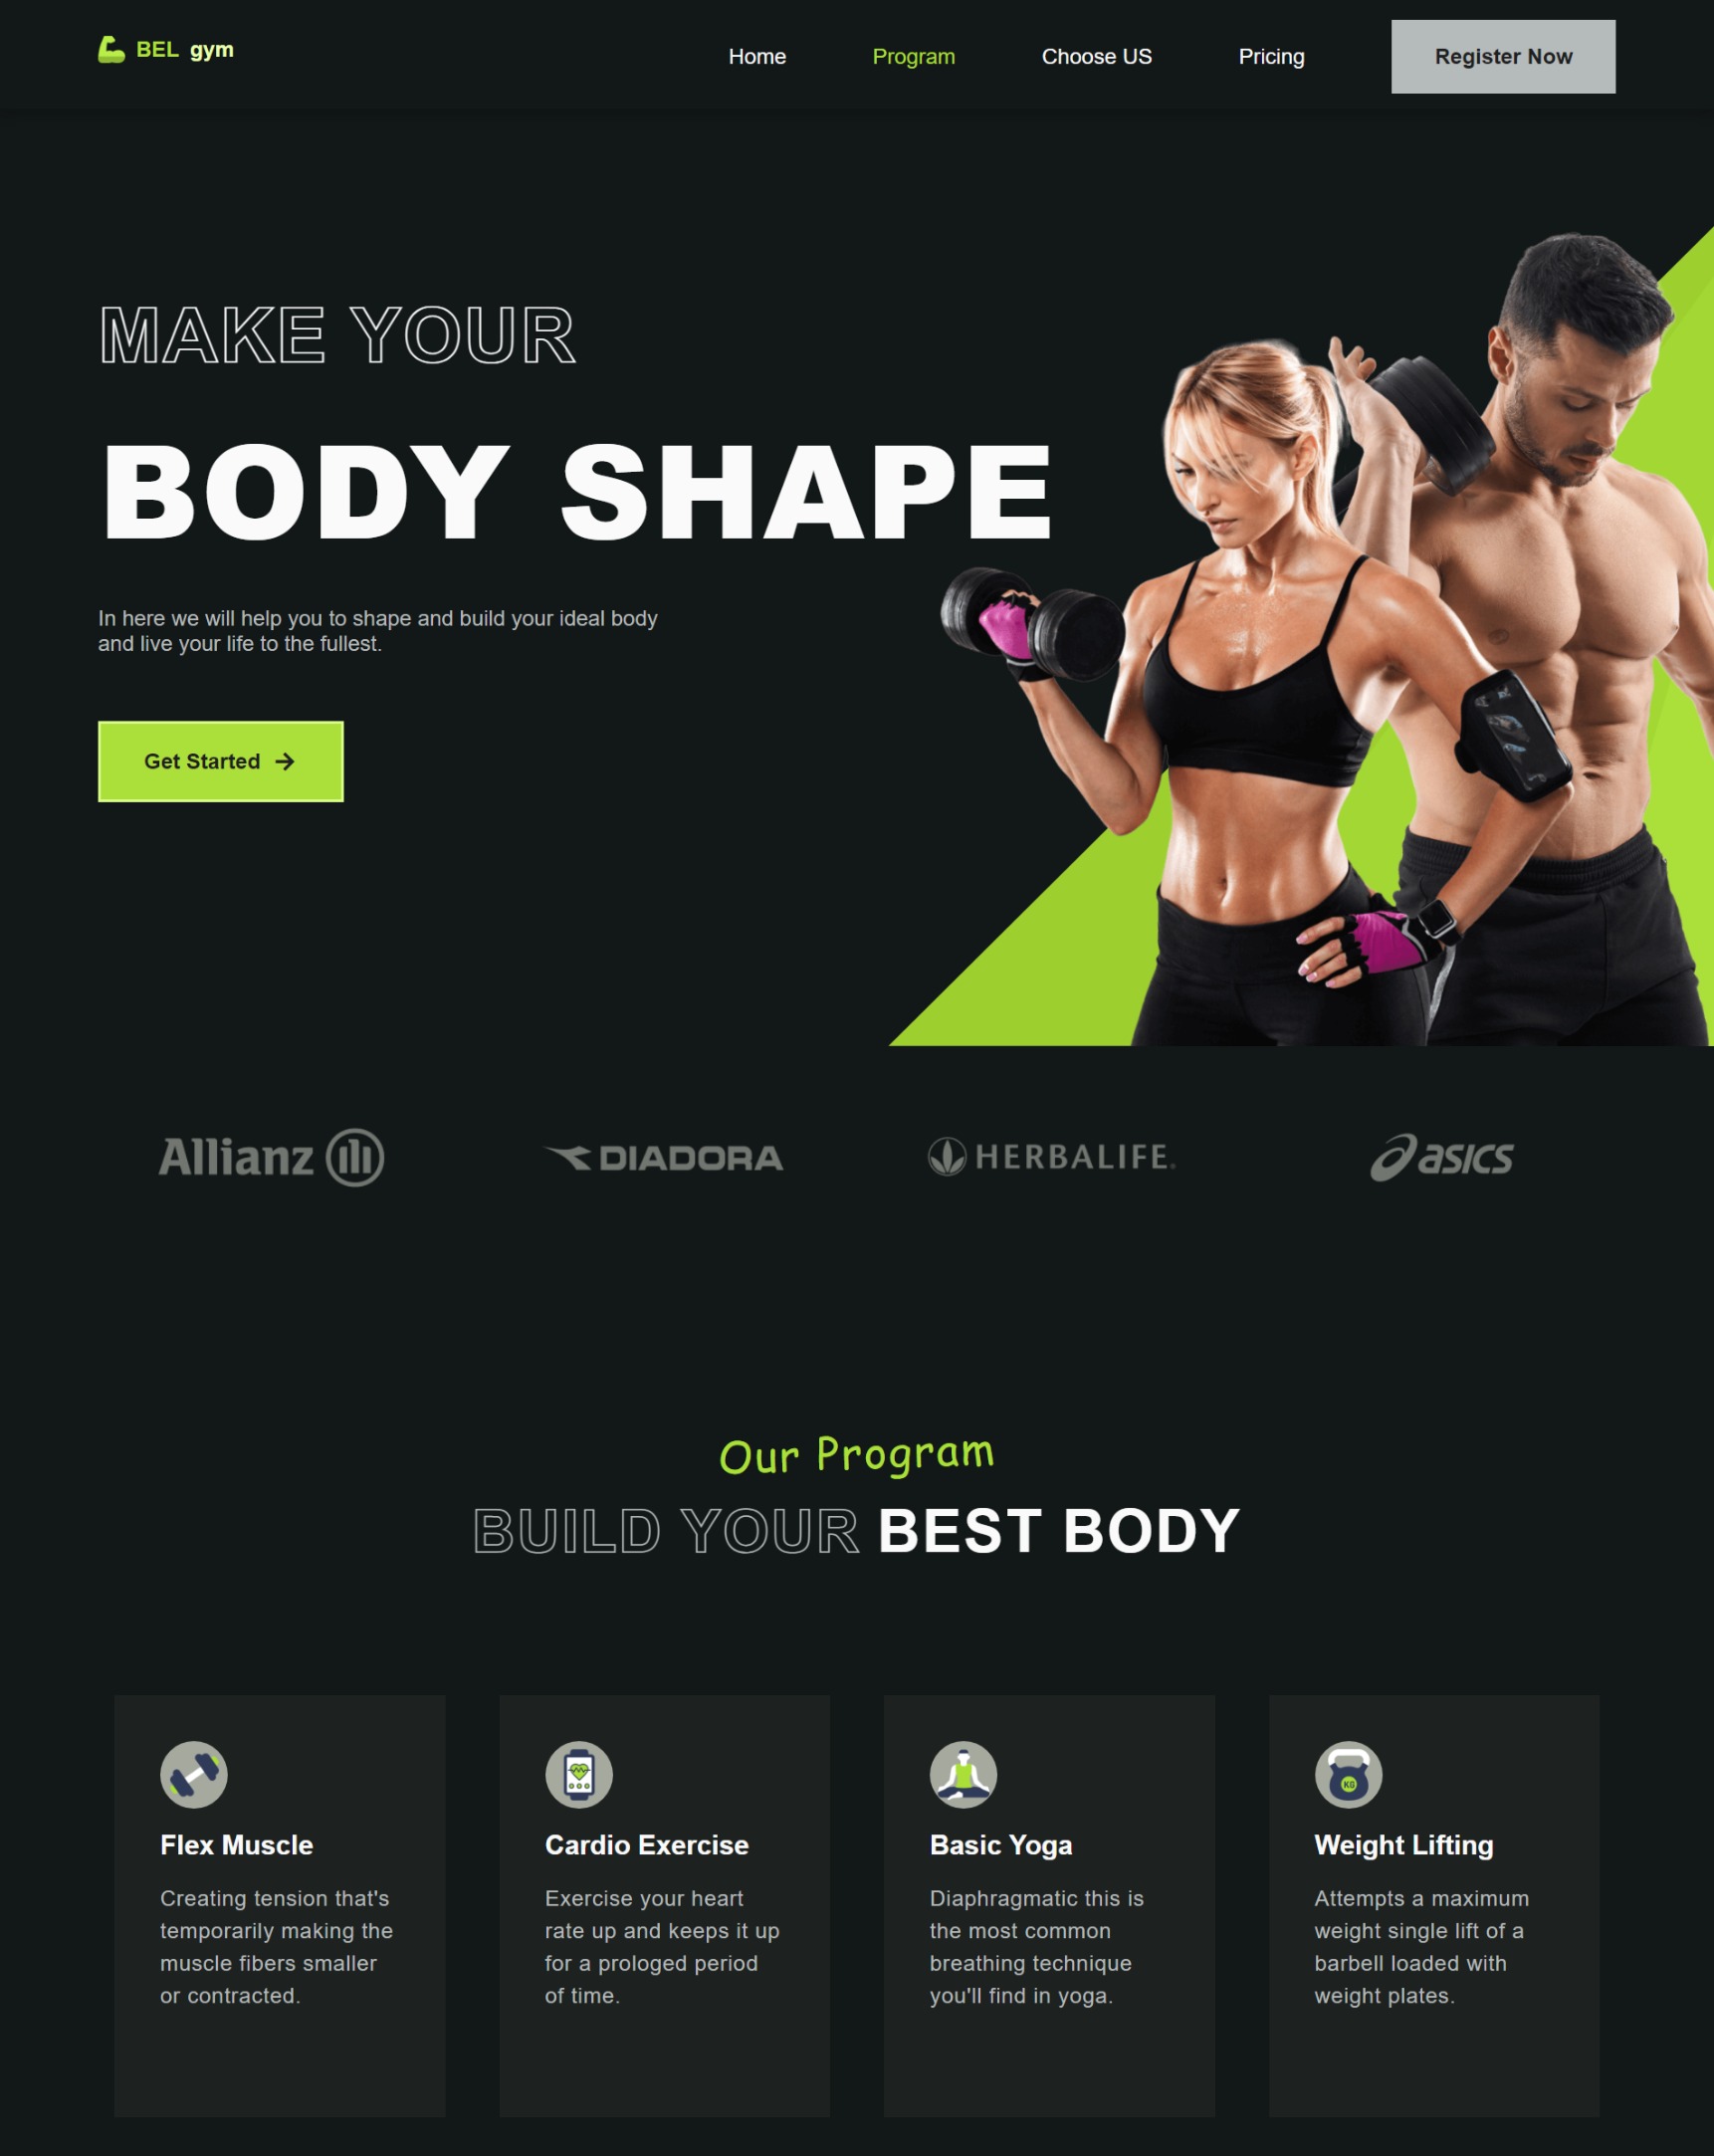 BEL gym
Home
Program
Choose US
Pricing
Register Now
MAKE YOUR
BODY SHAPE
In here we will help you to shape and build your ideal body
and live your life to the fullest.
Get Started
Allianz
DIADORA
HERBALIFE.
asics
Our Program
BUILD YOUR BEST BODY
KG
Flex Muscle
Creating tension that's
temporarily making the
muscle fibers smaller
or contracted.
Cardio Exercise
Exercise your heart
rate up and keeps it up
for a prologed period
of time.
Basic Yoga
Diaphragmatic this is
the most common
breathing technique
you'll find in yoga.
Weight Lifting
Attempts a maximum
weight single lift of a
barbell loaded with
weight plates.